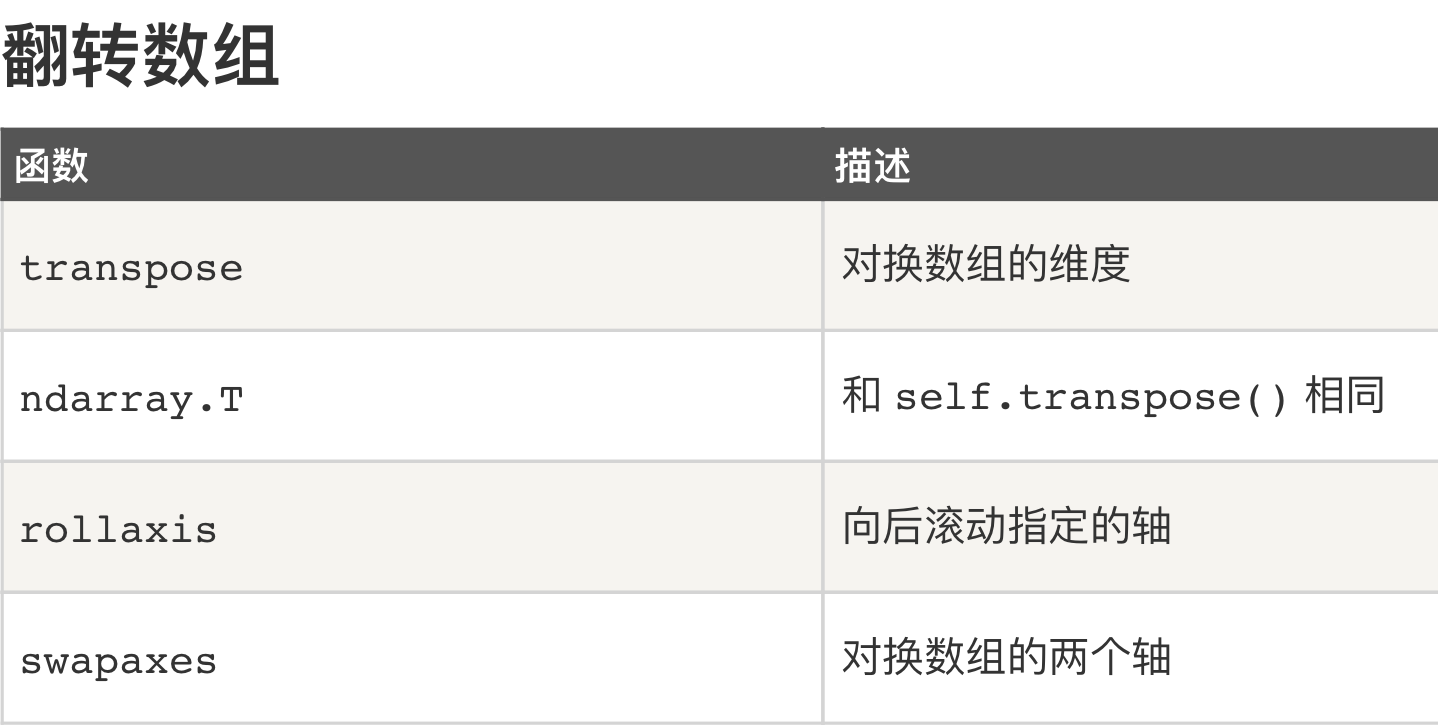 翻转数组
函数 描述
transpose 对换数组的维度
ndarray.T 和 self.transpose() 相同
rollaxis 向后滚动指定的轴
swapaxes 对换数组的两个轴